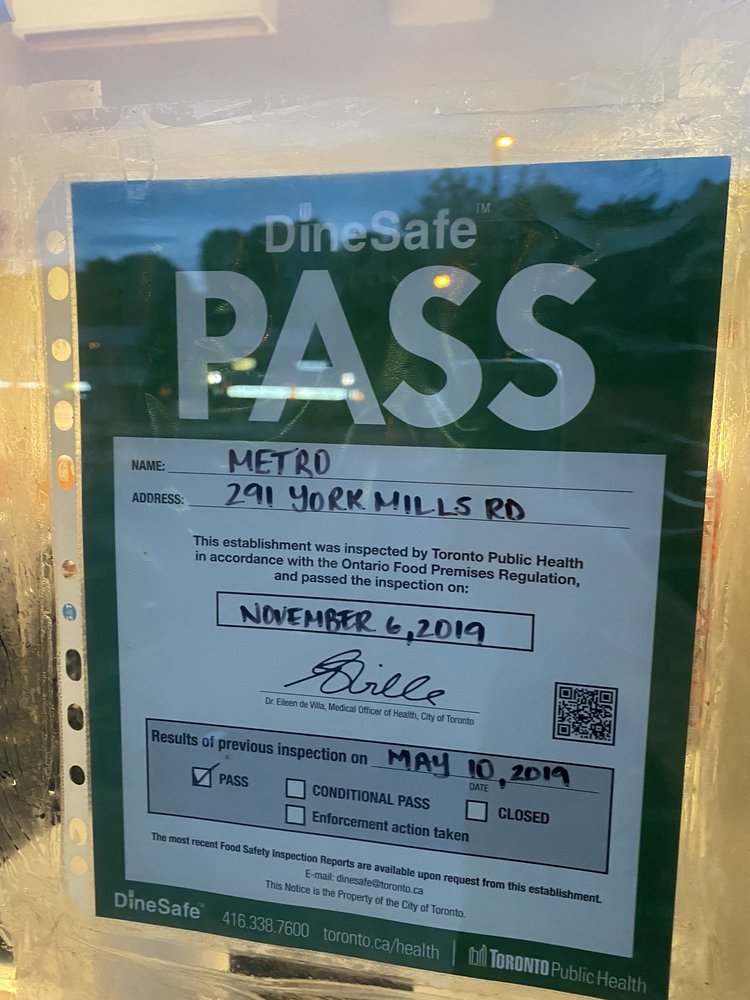 DineSafe™
PASS
NAME: METRO
ADDRESS: 291 YORK MILLS RD
This establishment was inspected by Toronto Public Health
in accordance with the Ontario Food Premises Regulation,
and passed the inspection on:
NOVEMBER 6, 2019
Dr. Eileen de Villa, Medical Officer of Health, City of Toronto
Results of previous inspection on MAY 10, 2019
DATE
PASS
CONDITIONAL PASS
CLOSED
Enforcement action taken
The most recent Food Safety Inspection Reports are available upon request from this establishment.
E-mail: dinesafe@toronto.ca
This Notice is the Property of the City of Toronto.
DineSafe 416.338.7600 toronto.ca/health | TORONTO Public Health